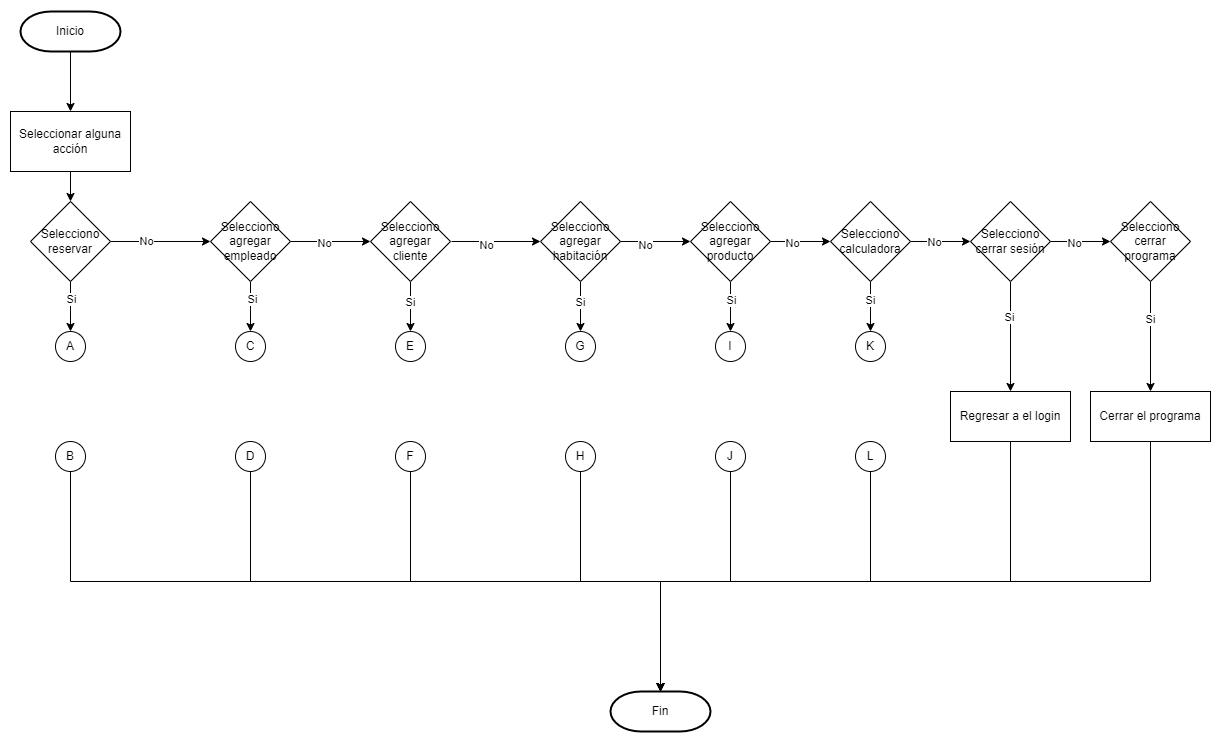 Inicio
Seleccionar alguna
acción
Selecciono
reservar
No
Selecciono
agregar
empleado
No
Selecciono
agregar
cliente
No
Selecciono
agregar
habitación
No
Selecciono
agregar
producto
No
Selecciono
calculadora
No
Selecciono
cerrar sesión
No
Selecciono
cerrar
programa
Si
Si
Si
Si
Si
Si
Si
Si
A
C
E
G
I
K
Regresar a el login
Cerrar el programa
B
D
F
H
J
L
Fin